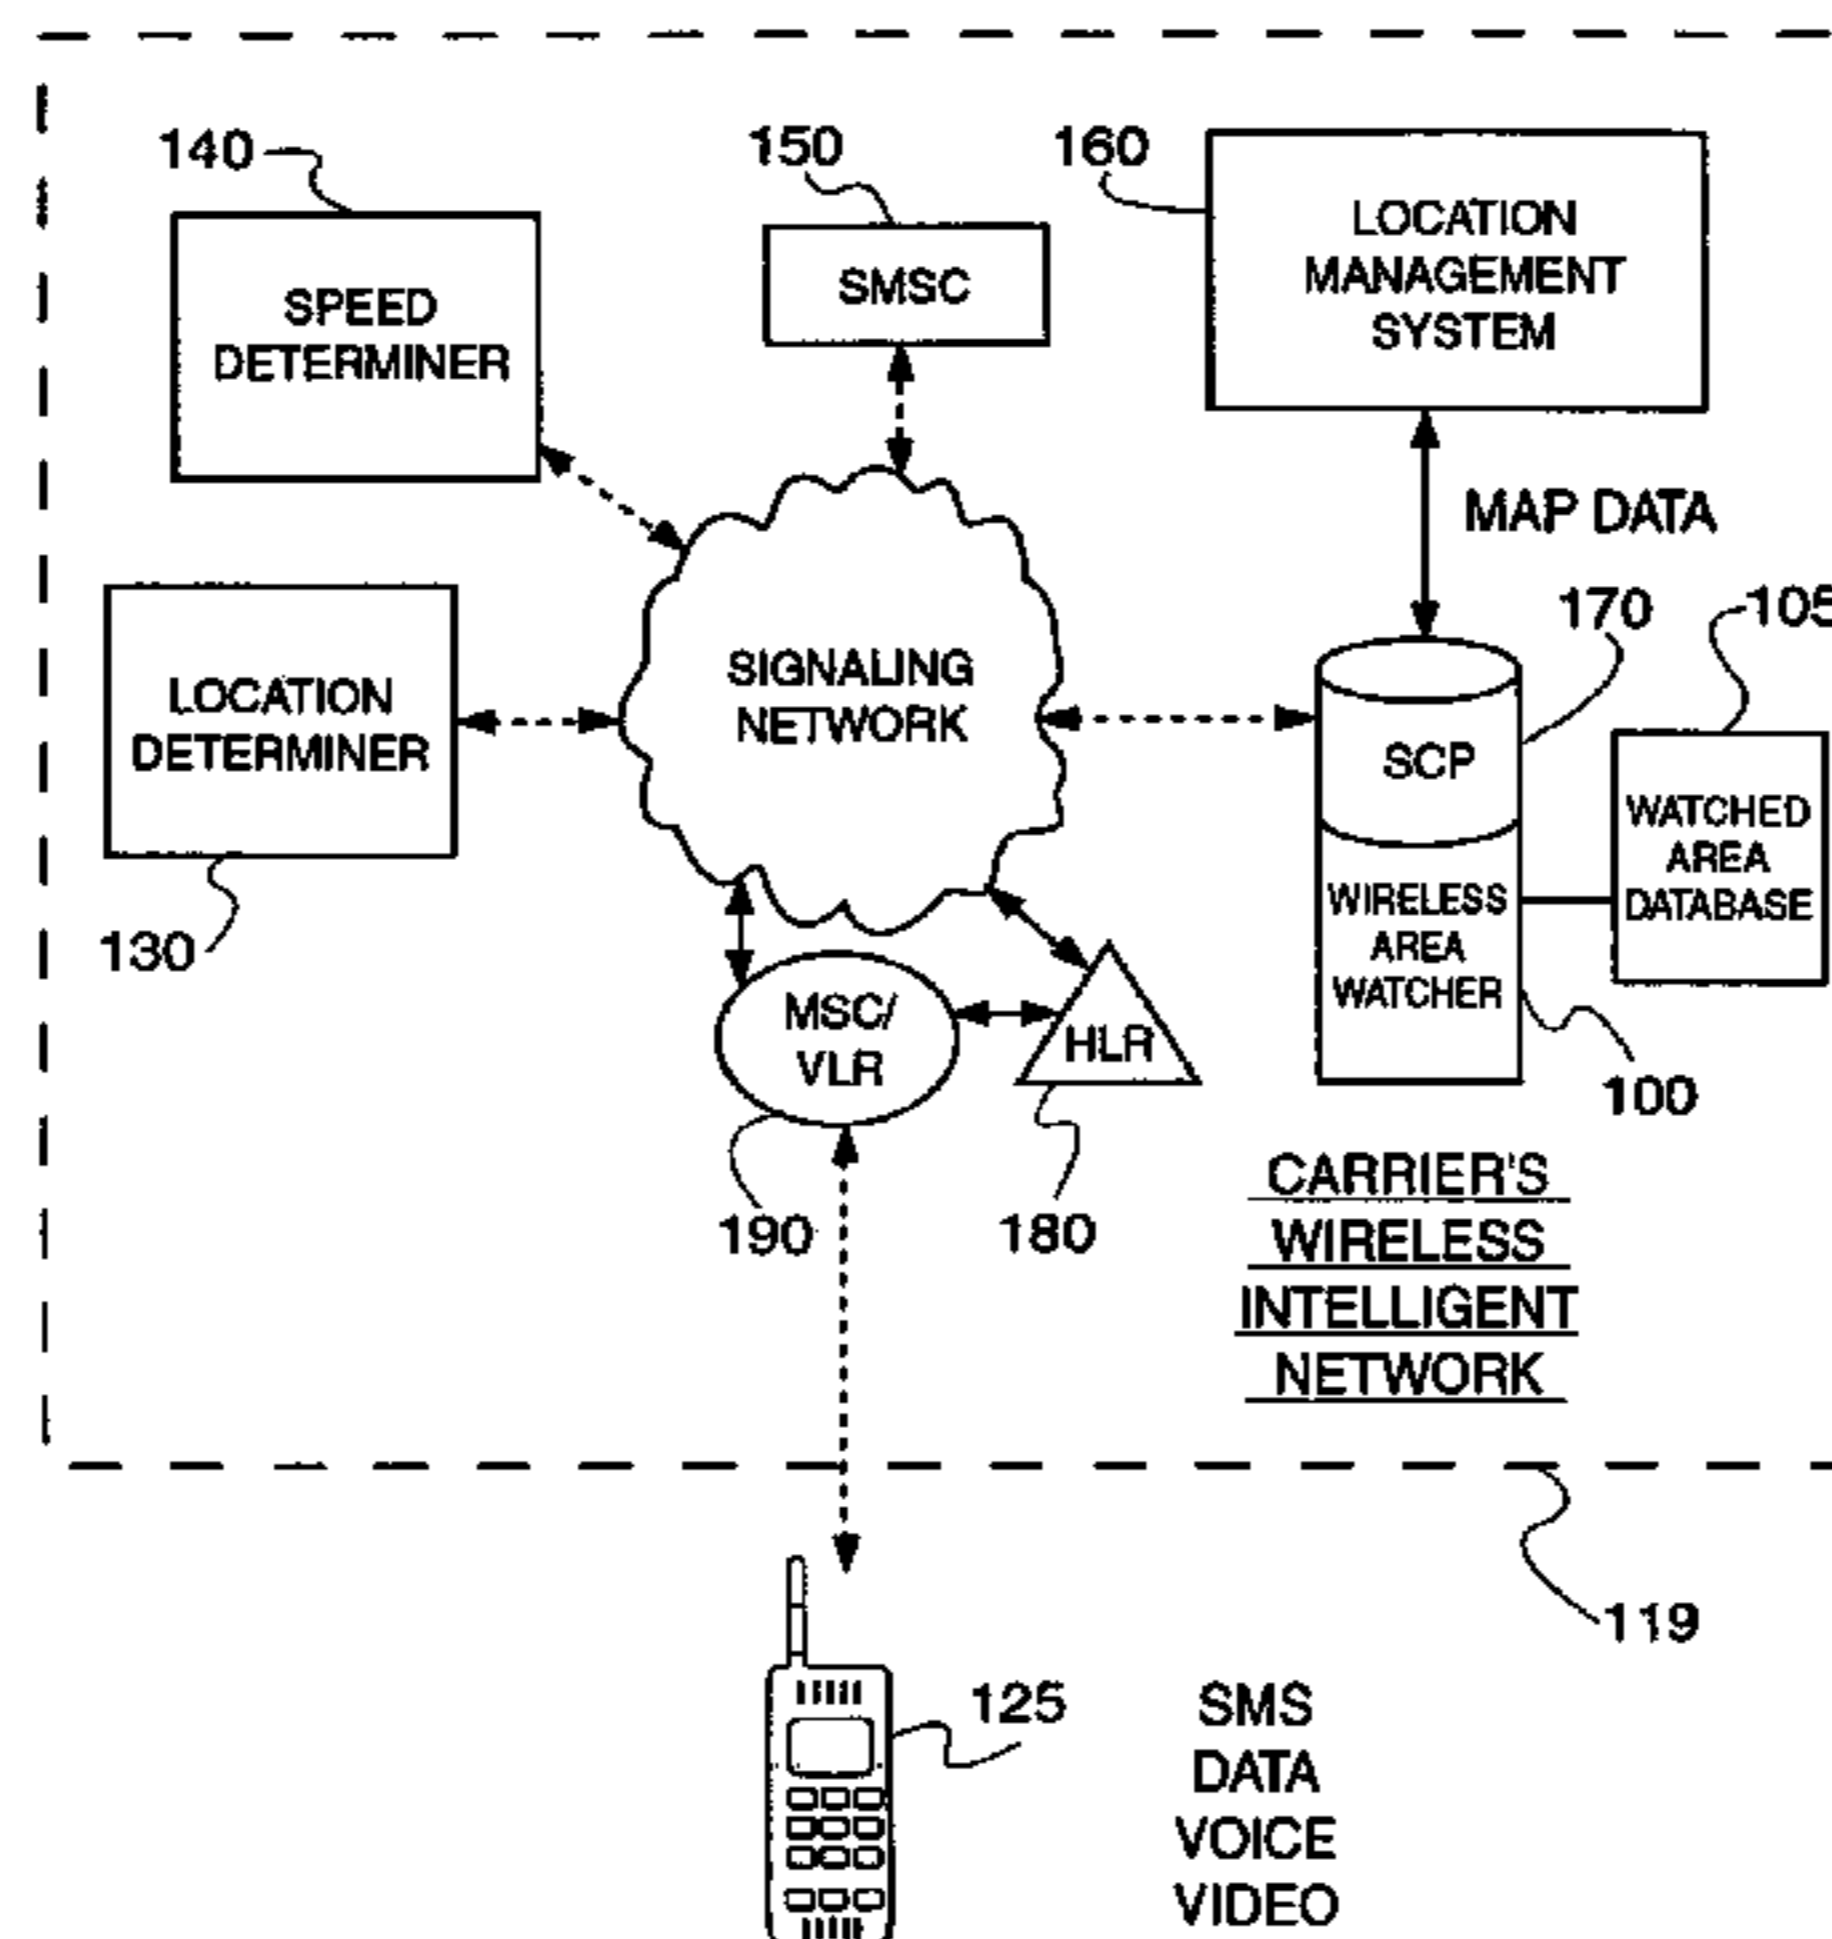 140
150
160
LOCATION
MANAGEMENT
SYSTEM
SPEED
DETERMINER
SMSC
MAP DATA
170
105
SIGNALING
NETWORK
LOCATION
DETERMINER
SCP
WATCHED
AREA
DATABASE
WIRELESS
AREA
WATCHER
130
MSC/
VLR
HLR
100
190
180
CARRIER'S
WIRELESS
INTELLIGENT
NETWORK
119
125
SMS
DATA
VOICE
VIDEO